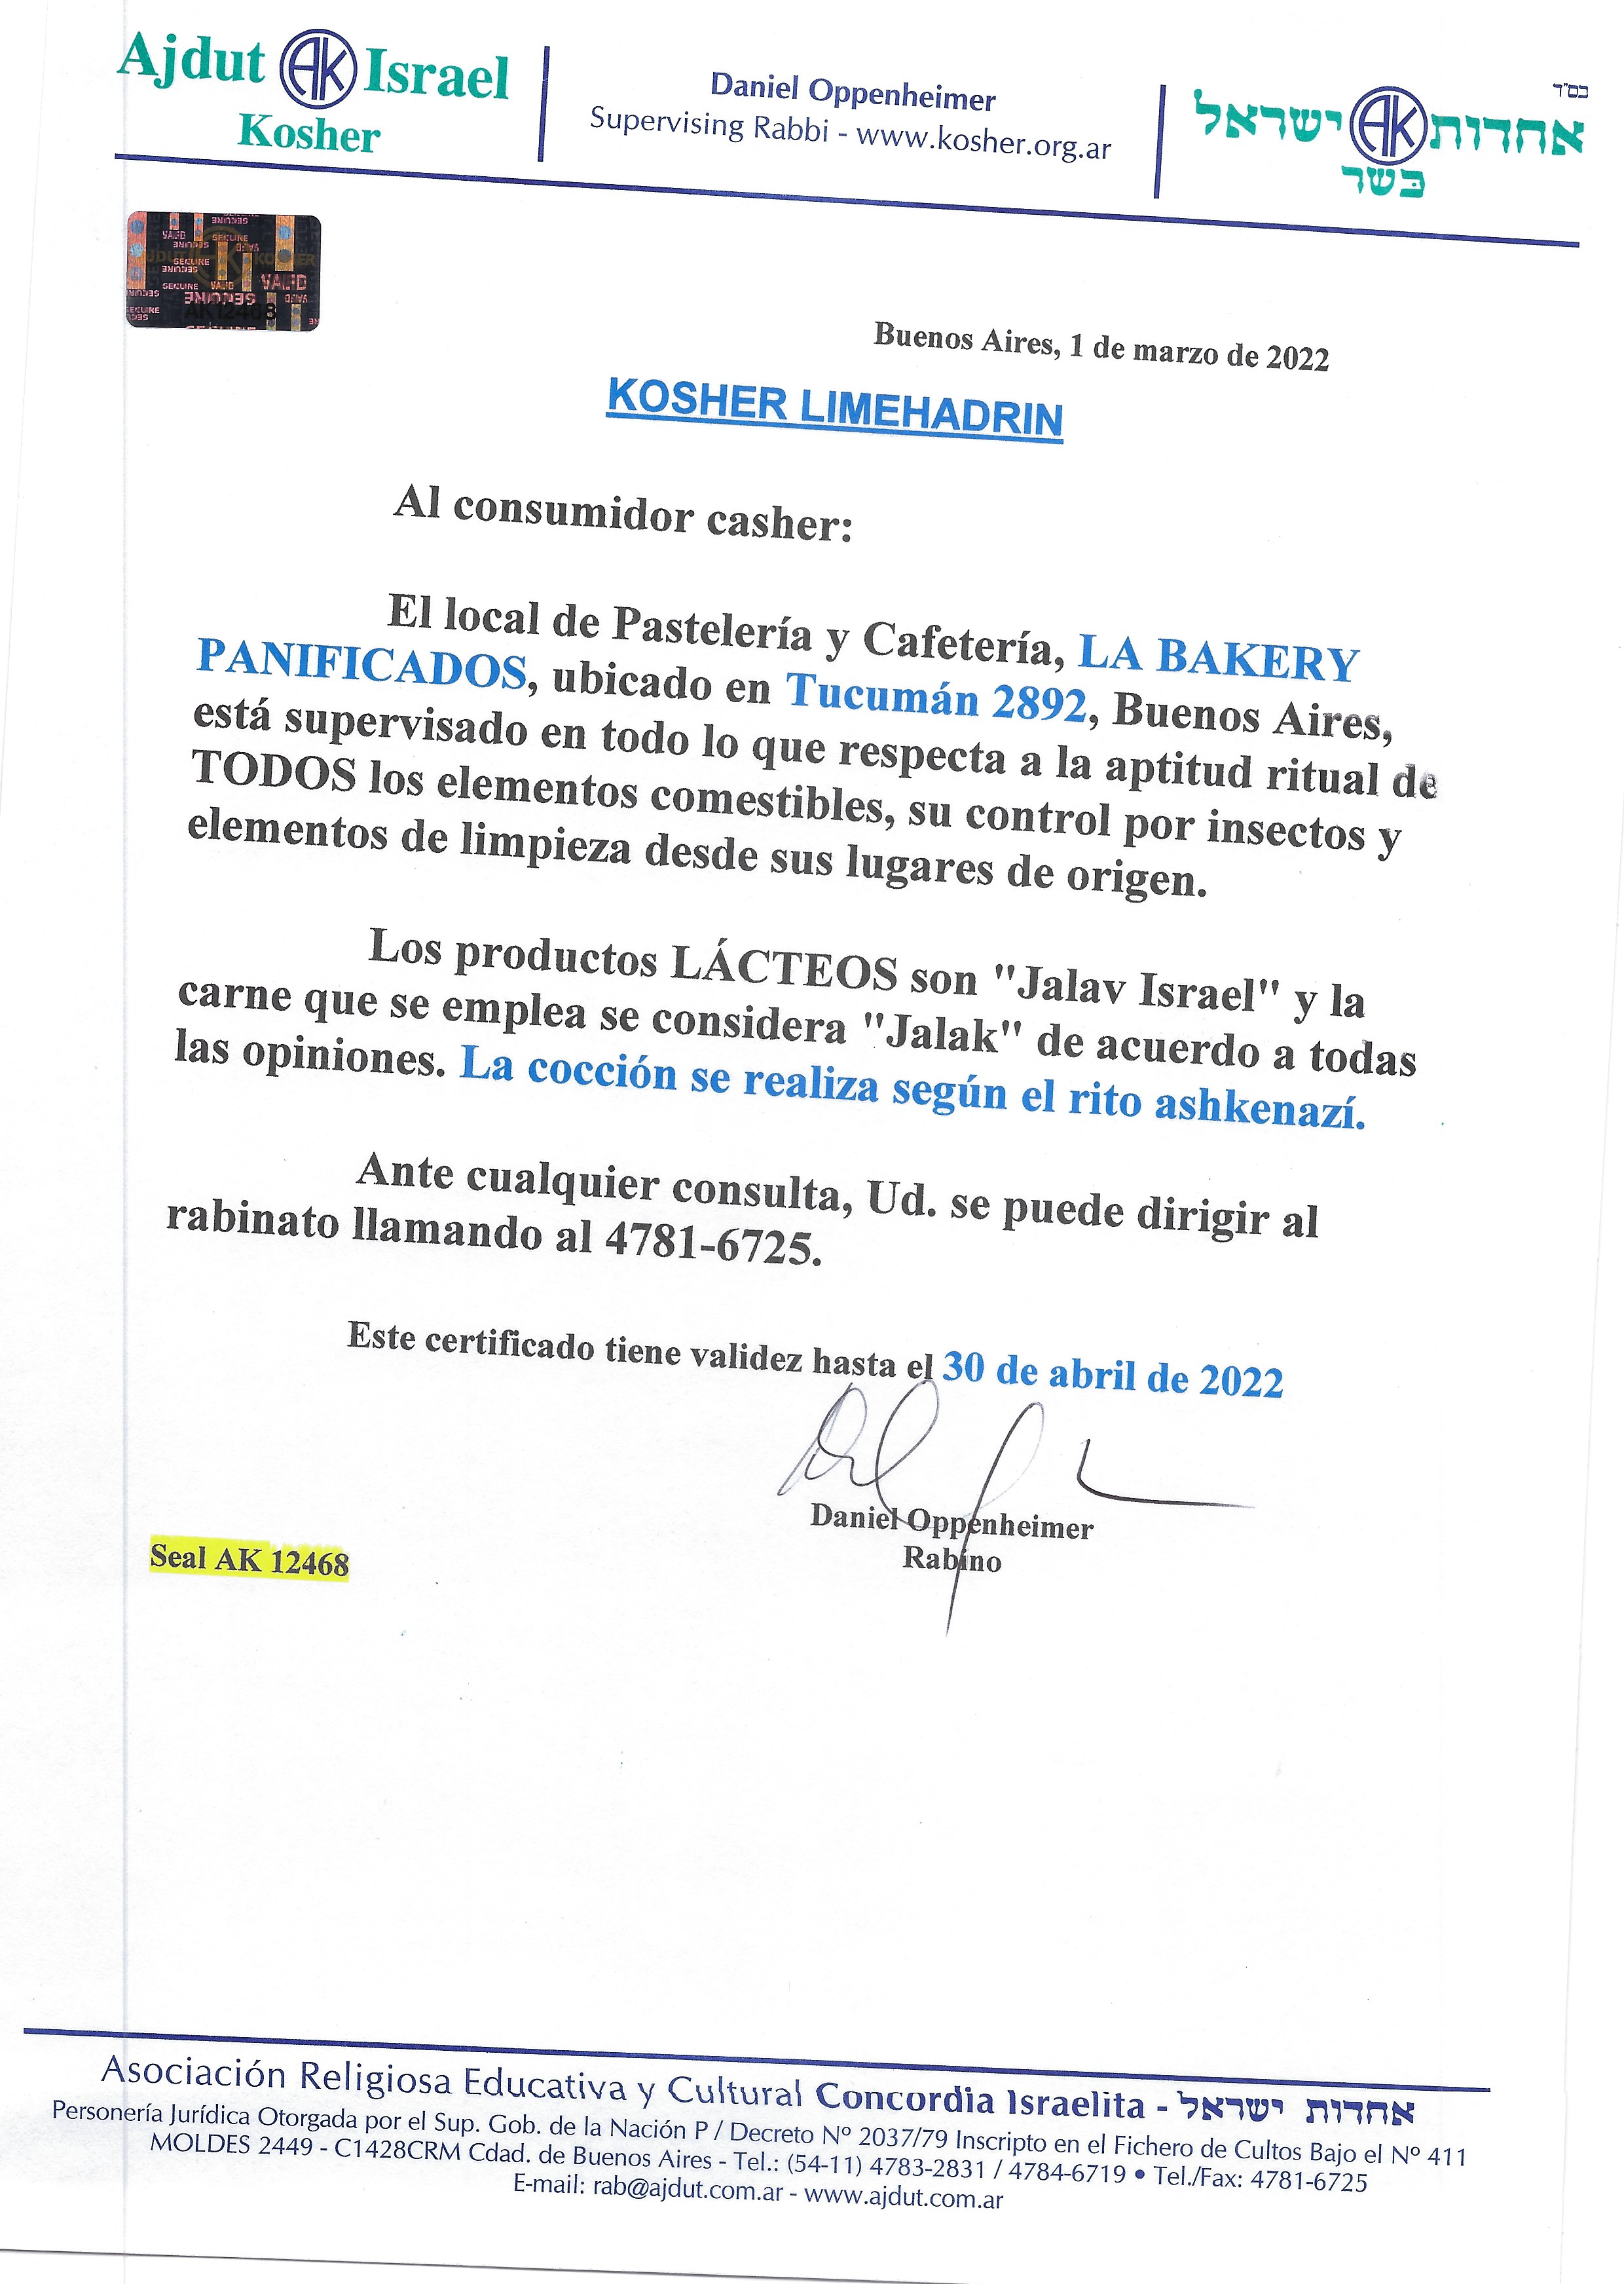 Ajdut AK Israel
Kosher
Daniel Oppenheimer
Supervising Rabbi - www.kosher.org.ar
בס"ד
אחדות AK ישראל
כשר
AK12468
Buenos Aires, 1 de marzo de 2022
KOSHER LIMEHADRIN
Al consumidor casher:
El local de Pastelería y Cafetería, LA BAKERY
PANIFICADOS, ubicado en Tucumán 2892, Buenos Aires,
está supervisado en todo lo que respecta a la aptitud ritual de
TODOS los elementos comestibles, su control por insectos y
elementos de limpieza desde sus lugares de origen.
Los productos LÁCTEOS son "Jalav Israel" y la
carne que se emplea se considera "Jalak" de acuerdo a todas
las opiniones. La cocción se realiza según el rito ashkenazí.
Ante cualquier consulta, Ud. se puede dirigir al
rabinato llamando al 4781-6725.
Este certificado tiene validez hasta el 30 de abril de 2022
Daniel Oppenheimer
Rabino
Seal AK 12468
Asociación Religiosa Educativa y Cultural Concordia Israelita - אחדות ישראל
Personería Jurídica Otorgada por el Sup. Gob. de la Nación P / Decreto Nº 2037/79 Inscripto en el Fichero de Cultos Bajo el Nº 411
MOLDES 2449 - C1428CRM Cdad. de Buenos Aires - Tel.: (54-11) 4783-2831 / 4784-6719 • Tel./Fax: 4781-6725
E-mail: rab@ajdut.com.ar - www.ajdut.com.ar